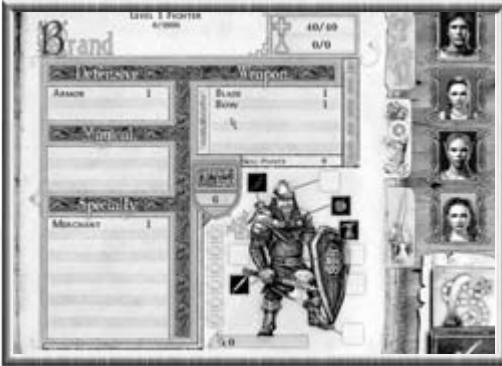 Brand
LEVEL 1 FIGHTER
40/40
0/0
Defensive
ARMOR 1
Magical
Specialty
MERCHANT 1
Weapon
BLADE 1
BOW 1
SKILL POINTS 0
6
x 0